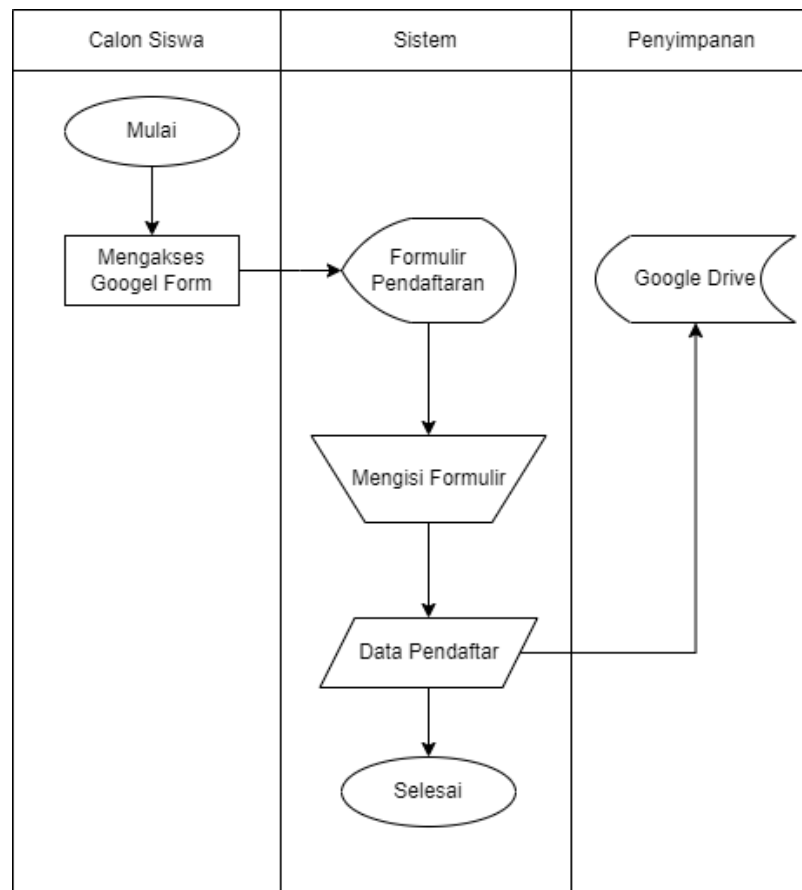 Calon Siswa
Sistem
Penyimpanan
Mulai
Mengakses
Googel Form
Formulir
Pendaftaran
Google Drive
Mengisi Formulir
Data Pendaftar
Selesai